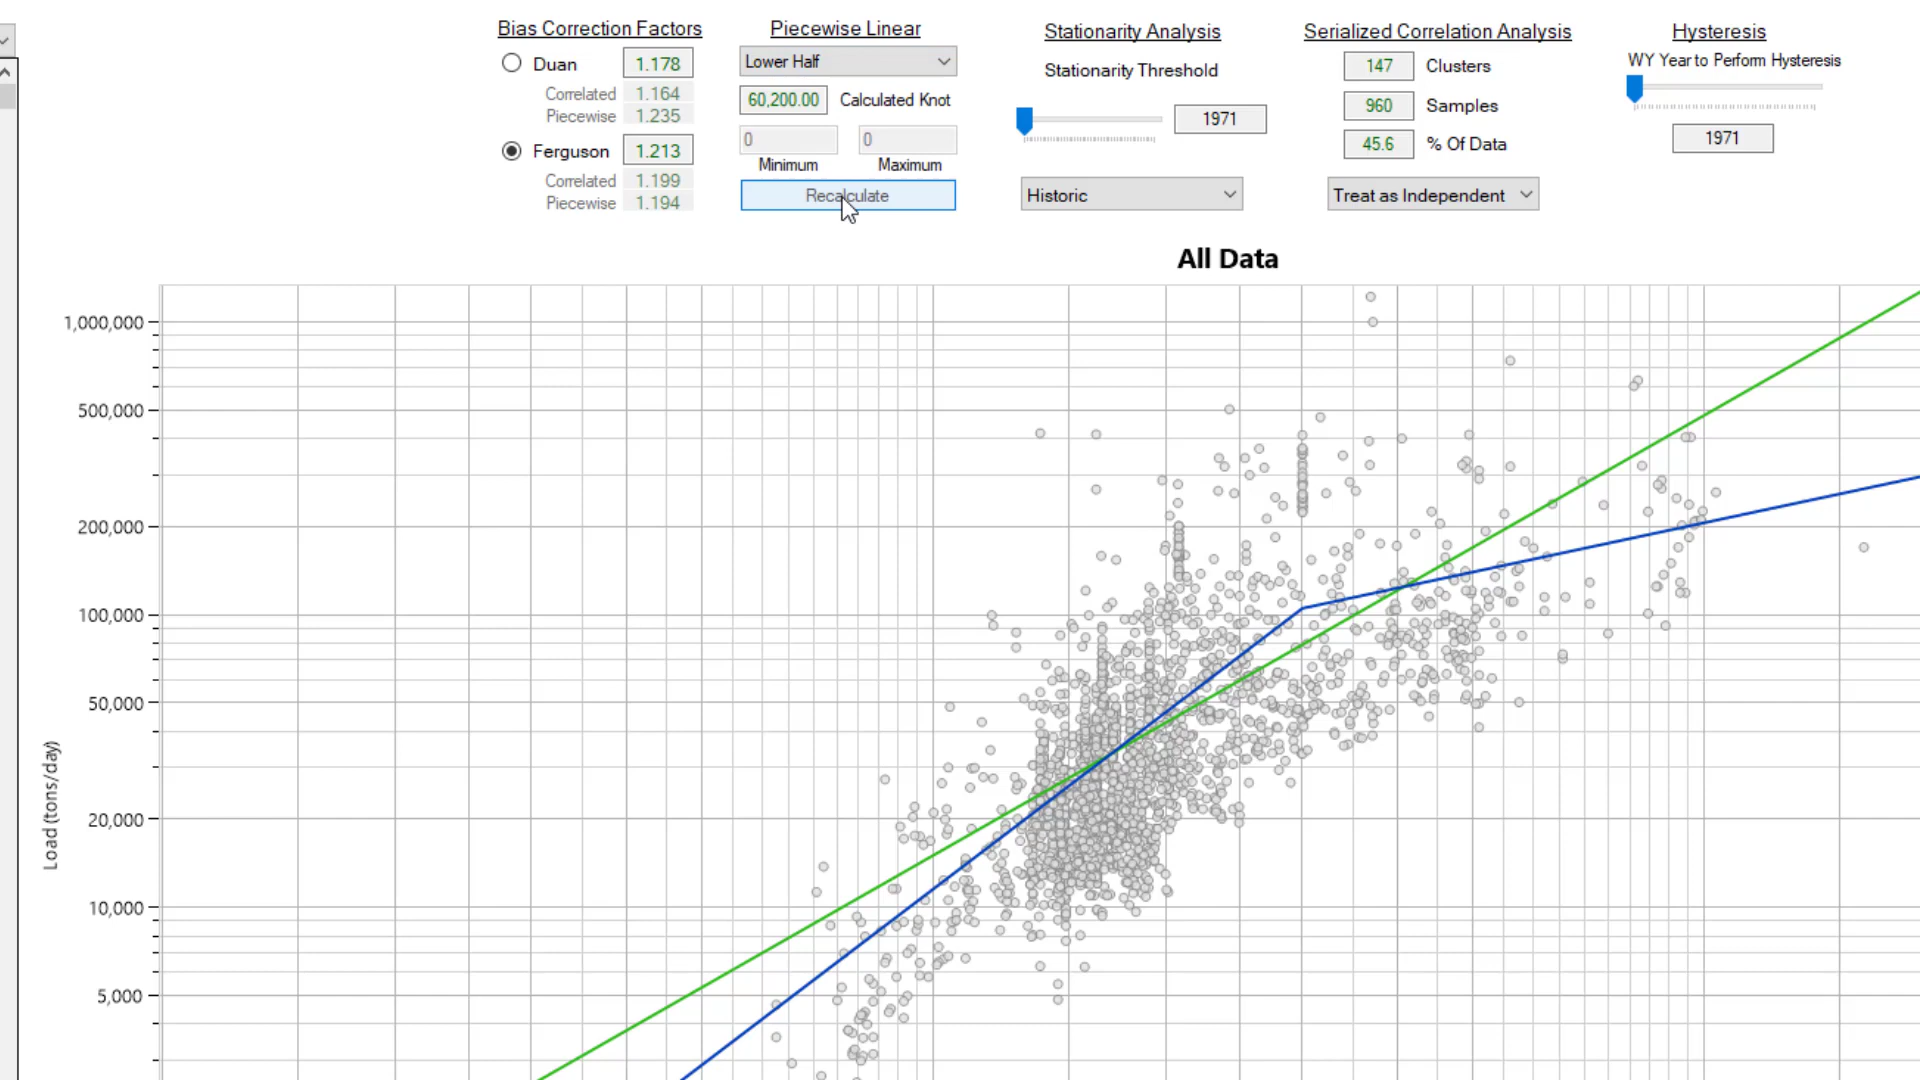 Bias Correction Factors
Duan 1.178
Correlated 1.164
Piecewise 1.235
Ferguson 1.213
Correlated 1.199
Piecewise 1.194
Piecewise Linear
Lower Half
60,200.00 Calculated Knot
0 0
Minimum Maximum
Recalculate
Stationarity Analysis
Stationarity Threshold
1971
Historic
Serialized Correlation Analysis
147 Clusters
960 Samples
45.6 % Of Data
Treat as Independent
Hysteresis
WY Year to Perform Hysteresis
1971
All Data
1,000,000
500,000
200,000
100,000
50,000
20,000
10,000
5,000
Load (tons/day)